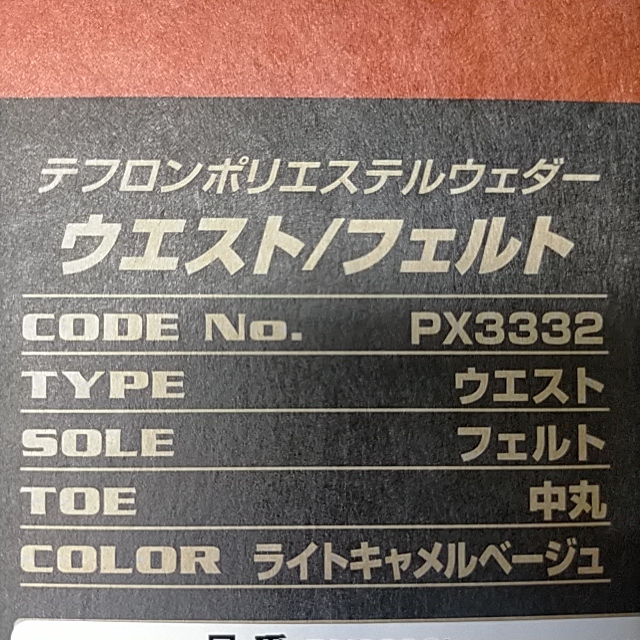 テフロンポリエステルウェダー
ウエスト/フェルト
CODE No. PX3332
TYPE ウエスト
SOLE フェルト
TOE 中丸
COLOR ライトキャメルベージュ